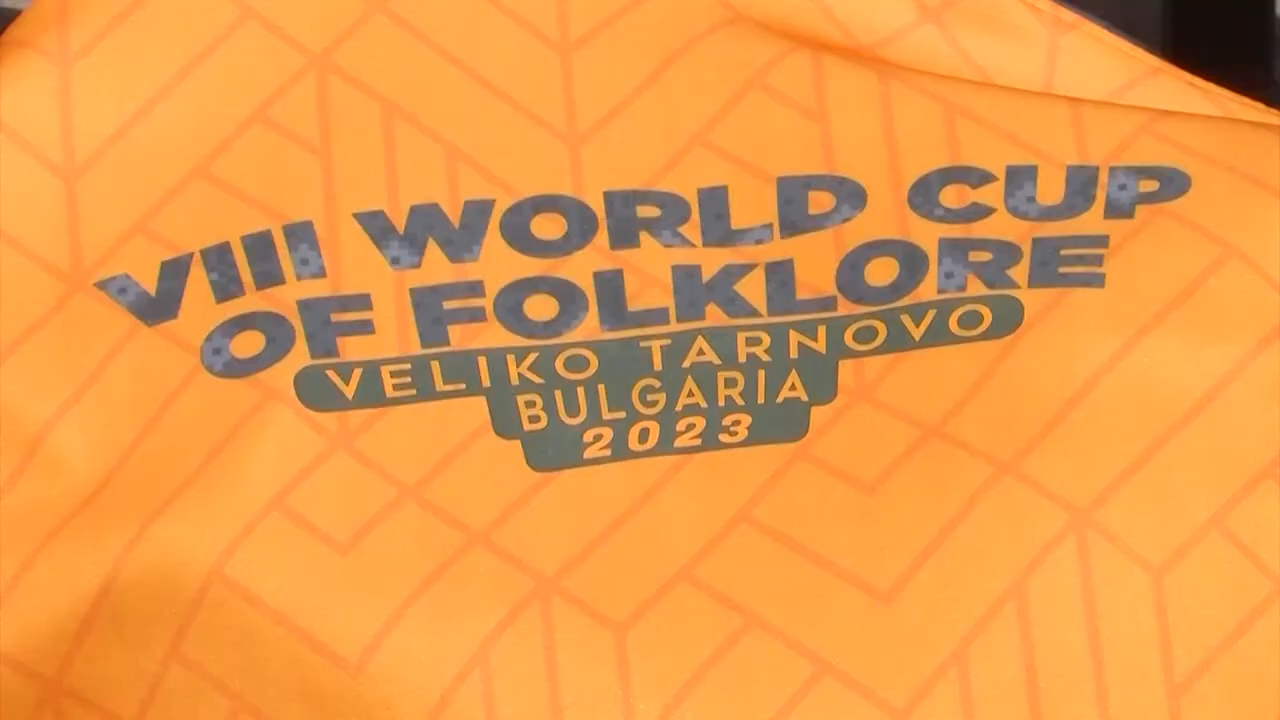 VIII WORLD CUP
OF FOLKLORE
VELIKO TARNOVO
BULGARIA
2023